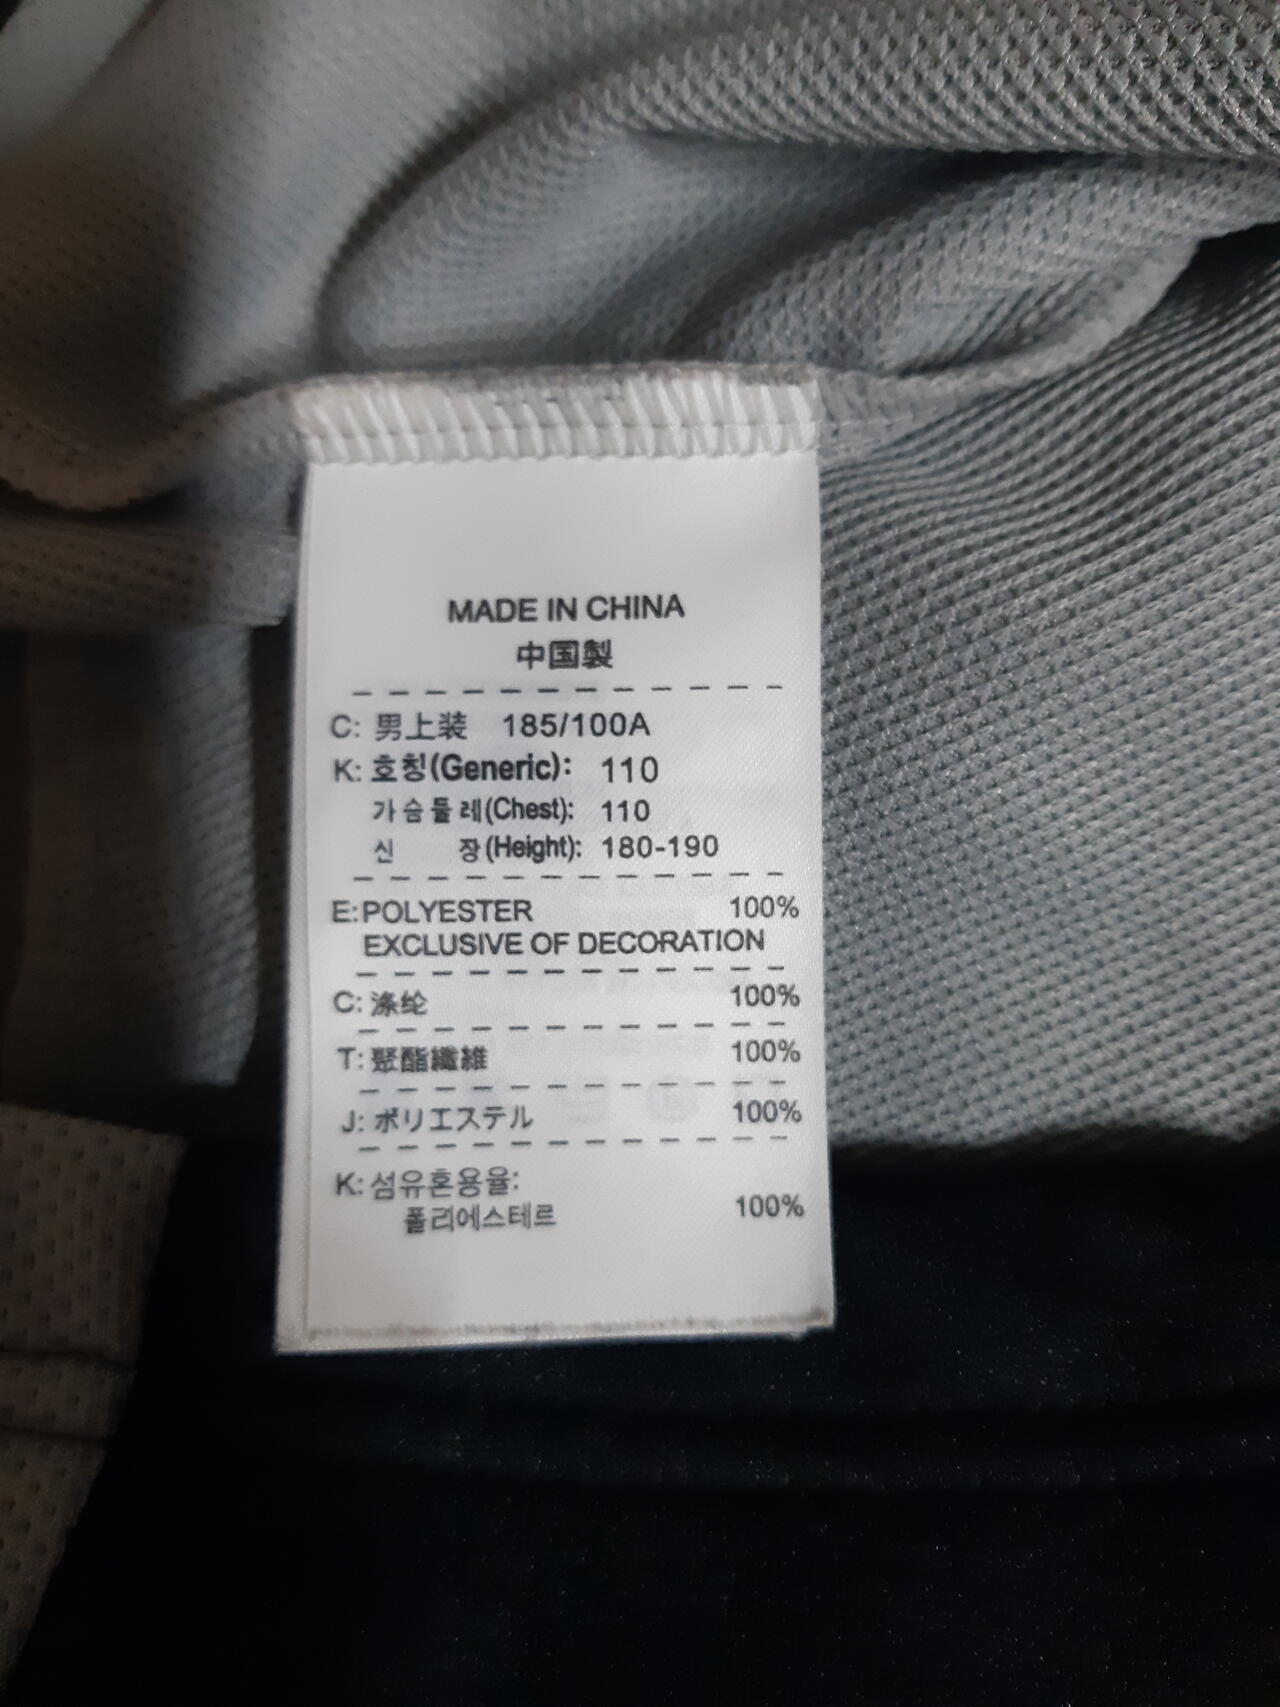 MADE IN CHINA
中国製
C: 男上装 185/100A
K: 호칭(Generic): 110
가슴둘레(Chest): 110
신 장(Height): 180-190
E:POLYESTER 100%
EXCLUSIVE OF DECORATION
C: 涤纶 100%
T: 聚酯纖維 100%
J: ポリエステル 100%
K: 섬유혼용율:
폴리에스테르 100%